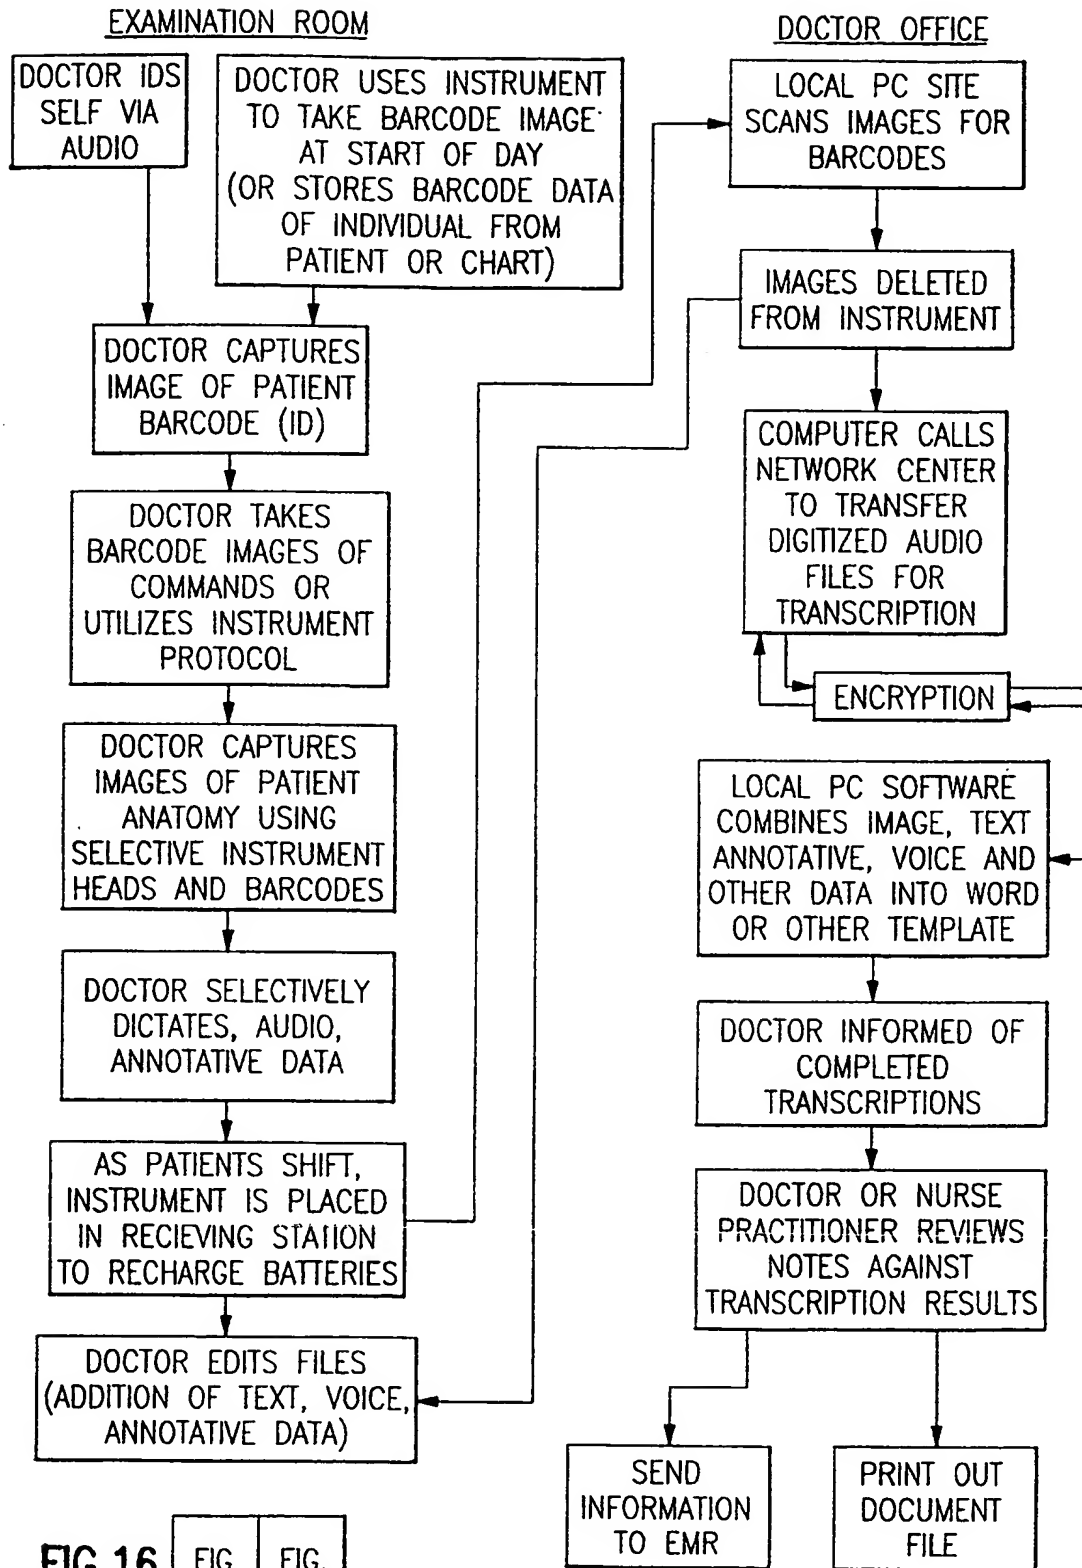 EXAMINATION ROOM
DOCTOR IDS
SELF VIA
AUDIO
DOCTOR USES INSTRUMENT
TO TAKE BARCODE IMAGE
AT START OF DAY
(OR STORES BARCODE DATA
OF INDIVIDUAL FROM
PATIENT OR CHART)
DOCTOR CAPTURES
IMAGE OF PATIENT
BARCODE (ID)
DOCTOR TAKES
BARCODE IMAGES OF
COMMANDS OR
UTILIZES INSTRUMENT
PROTOCOL
DOCTOR CAPTURES
IMAGES OF PATIENT
ANATOMY USING
SELECTIVE INSTRUMENT
HEADS AND BARCODES
DOCTOR SELECTIVELY
DICTATES, AUDIO,
ANNOTATIVE DATA
AS PATIENTS SHIFT,
INSTRUMENT IS PLACED
IN RECIEVING STATION
TO RECHARGE BATTERIES
DOCTOR EDITS FILES
(ADDITION OF TEXT, VOICE,
ANNOTATIVE DATA)
DOCTOR OFFICE
LOCAL PC SITE
SCANS IMAGES FOR
BARCODES
IMAGES DELETED
FROM INSTRUMENT
COMPUTER CALLS
NETWORK CENTER
TO TRANSFER
DIGITIZED AUDIO
FILES FOR
TRANSCRIPTION
ENCRYPTION
LOCAL PC SOFTWARE
COMBINES IMAGE, TEXT
ANNOTATIVE, VOICE AND
OTHER DATA INTO WORD
OR OTHER TEMPLATE
DOCTOR INFORMED OF
COMPLETED
TRANSCRIPTIONS
DOCTOR OR NURSE
PRACTITIONER REVIEWS
NOTES AGAINST
TRANSCRIPTION RESULTS
SEND
INFORMATION
TO EMR
PRINT OUT
DOCUMENT
FILE
FIG.16
FIG.
FIG.